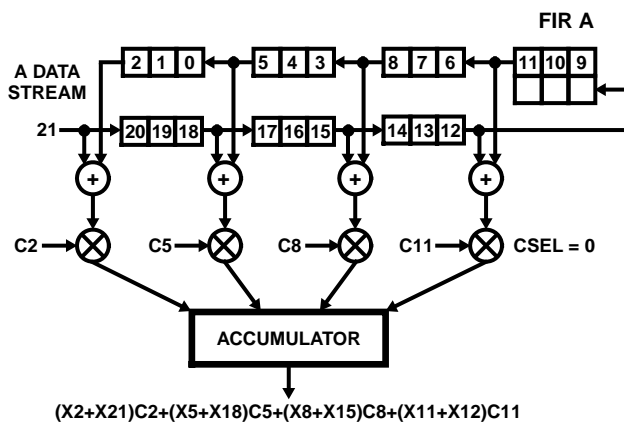 FIR A
2 1 0 5 4 3 8 7 6 11 10 9
A DATA
STREAM
21 20 19 18 17 16 15 14 13 12
+ + + +
C2 C5 C8 C11 CSEL = 0
ACCUMULATOR
(X2+X21)C2+(X5+X18)C5+(X8+X15)C8+(X11+X12)C11